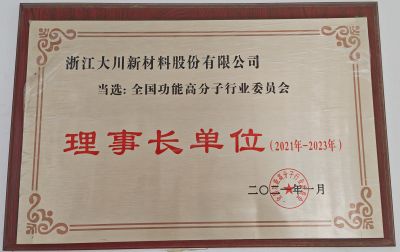 浙江大川新材料股份有限公司
当选:全国功能高分子行业委员会
理事长单位(2021年-2023年)
二〇二一年一月